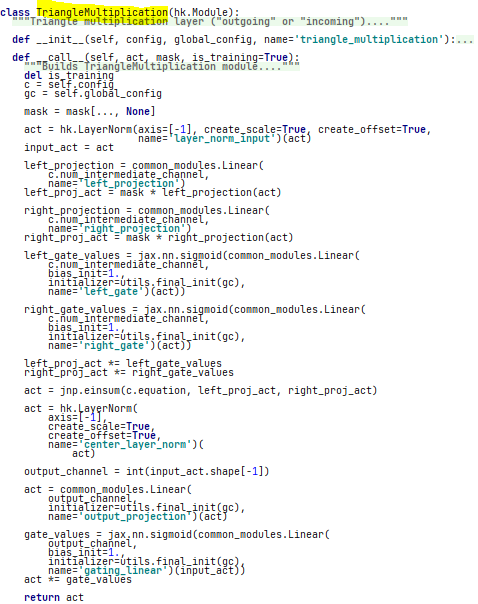 class TriangleMultiplication(hk.Module):
  """Triangle multiplication layer ("outgoing" or "incoming")...."""

  def __init__(self, config, global_config, name='triangle_multiplication'):...

  def __call__(self, act, mask, is_training=True):
    """Builds TriangleMultiplication module...."""
    del is_training
    c = self.config
    gc = self.global_config

    mask = mask[..., None]

    act = hk.LayerNorm(axis=[-1], create_scale=True, create_offset=True,
                       name='layer_norm_input')(act)
    input_act = act

    left_projection = common_modules.Linear(
        c.num_intermediate_channel,
        name='left_projection')
    left_proj_act = mask * left_projection(act)

    right_projection = common_modules.Linear(
        c.num_intermediate_channel,
        name='right_projection')
    right_proj_act = mask * right_projection(act)

    left_gate_values = jax.nn.sigmoid(common_modules.Linear(
        c.num_intermediate_channel,
        bias_init=1.,
        initializer=utils.final_init(gc),
        name='left_gate')(act))

    right_gate_values = jax.nn.sigmoid(common_modules.Linear(
        c.num_intermediate_channel,
        bias_init=1.,
        initializer=utils.final_init(gc),
        name='right_gate')(act))

    left_proj_act *= left_gate_values
    right_proj_act *= right_gate_values

    act = jnp.einsum(c.equation, left_proj_act, right_proj_act)

    act = hk.LayerNorm(
        axis=[-1],
        create_scale=True,
        create_offset=True,
        name='center_layer_norm')(
            act)

    output_channel = int(input_act.shape[-1])

    act = common_modules.Linear(
        output_channel,
        initializer=utils.final_init(gc),
        name='output_projection')(act)

    gate_values = jax.nn.sigmoid(common_modules.Linear(
        output_channel,
        bias_init=1.,
        initializer=utils.final_init(gc),
        name='gating_linear')(input_act))
    act *= gate_values

    return act